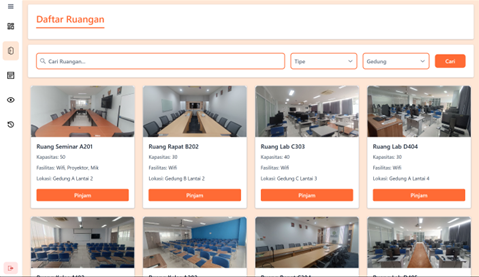 Daftar Ruangan
Cari Ruangan...
Tipe
Gedung
Cari
Ruang Seminar A201
Kapasitas: 50
Fasilitas: Wifi, Proyektor, Mik
Lokasi: Gedung A Lantai 2
Pinjam
Ruang Rapat B202
Kapasitas: 30
Fasilitas: Wifi
Lokasi: Gedung B Lantai 2
Pinjam
Ruang Lab C303
Kapasitas: 40
Fasilitas: Wifi
Lokasi: Gedung C Lantai 3
Pinjam
Ruang Lab D404
Kapasitas: 30
Fasilitas: Wifi
Lokasi: Gedung A Lantai 4
Pinjam